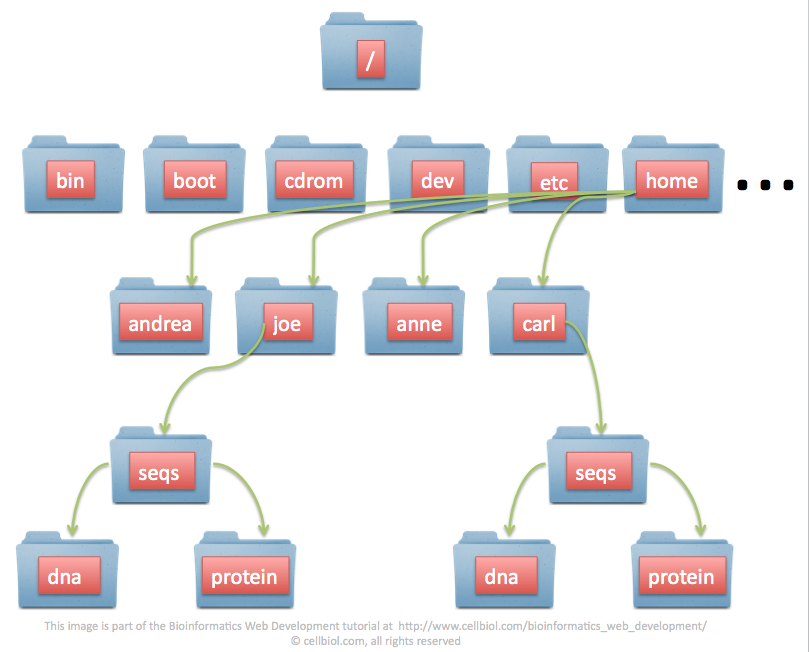 /
bin boot cdrom dev etc home ...
andrea joe anne carl
seqs seqs
dna protein dna protein
This image is part of the Bioinformatics Web Development tutorial at http://www.cellbiol.com/bioinformatics_web_development/
© cellbiol.com, all rights reserved